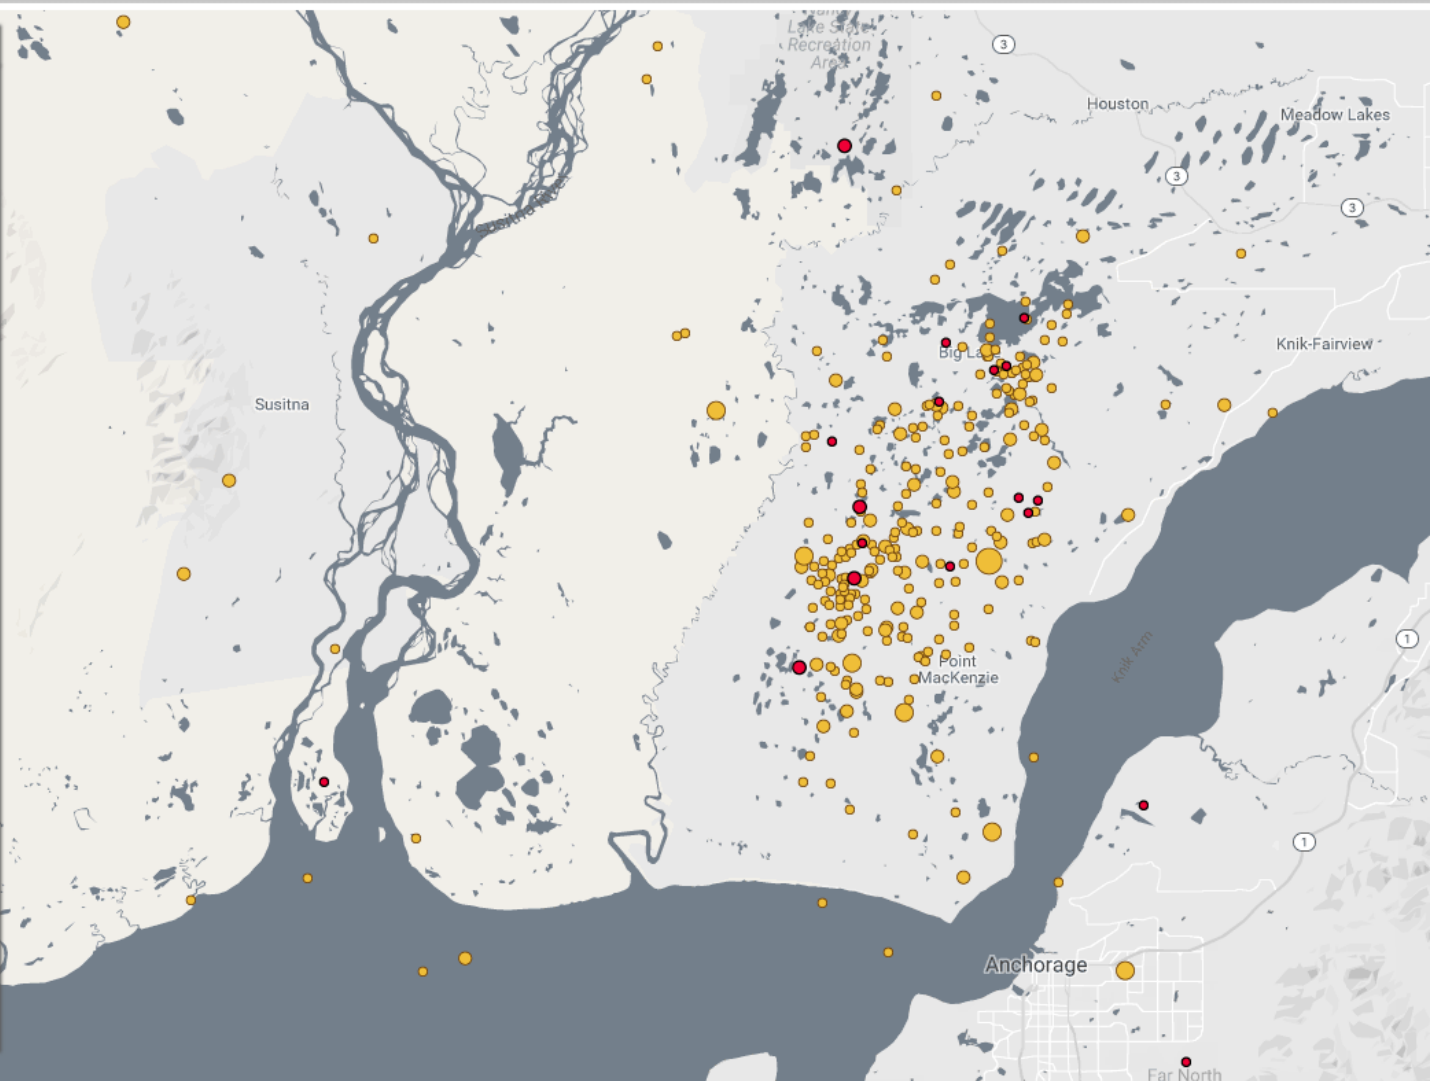 Lake State
Recreation
Area
3
Houston
Meadow Lakes
3
3
Susitna
Big Lake
Knik-Fairview
Knik Arm
1
Point
MacKenzie
1
Anchorage
Far North